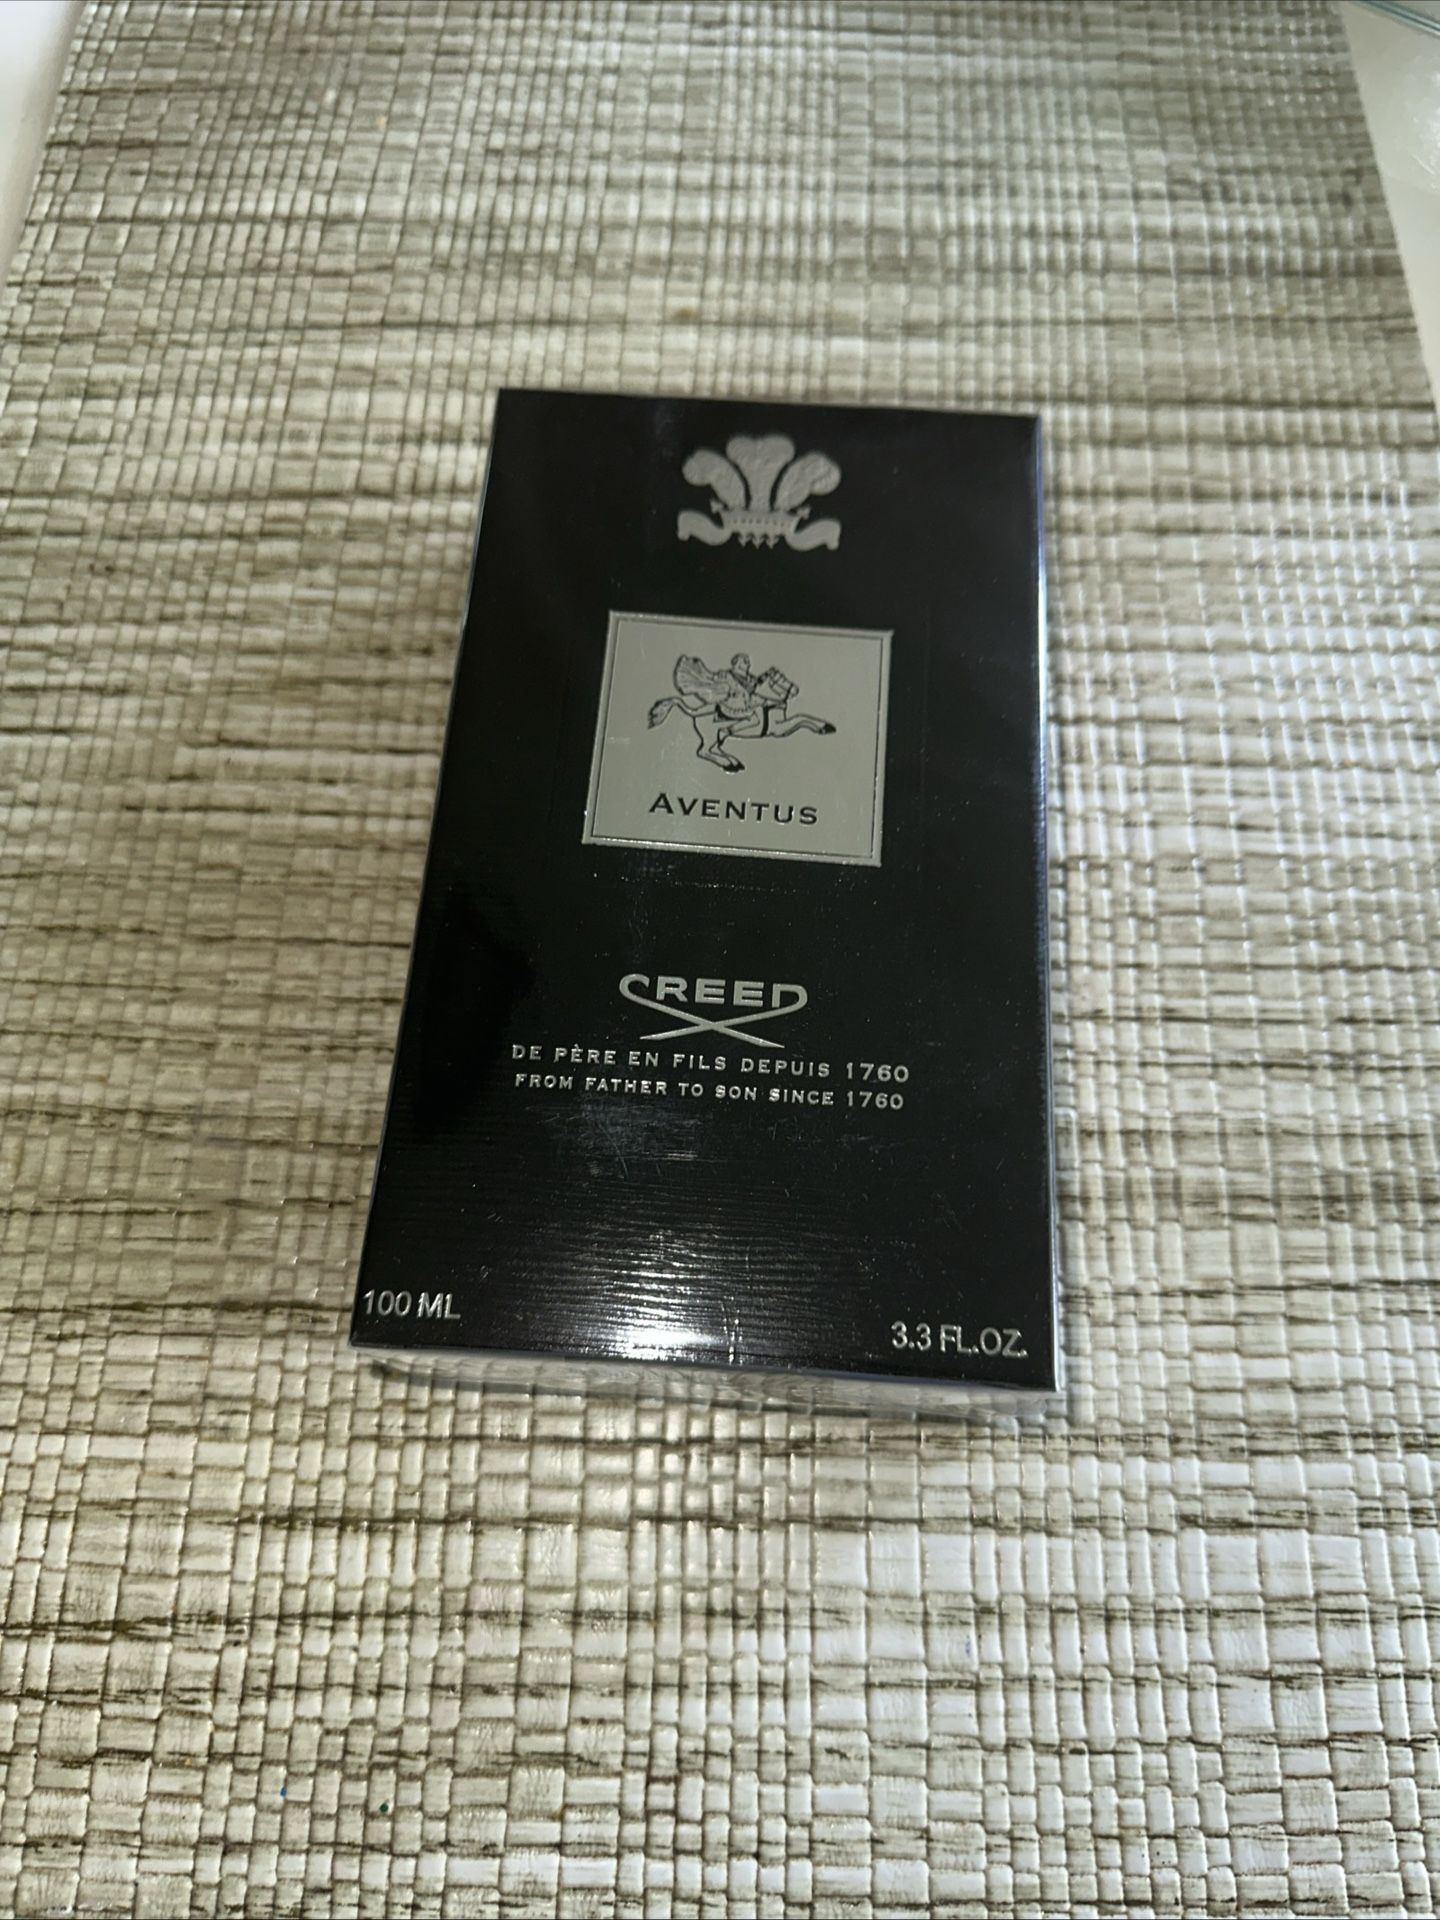 AVENTUS
CREED
DE PÈRE EN FILS DEPUIS 1760
FROM FATHER TO SON SINCE 1760
100 ML
3.3 FL.OZ.